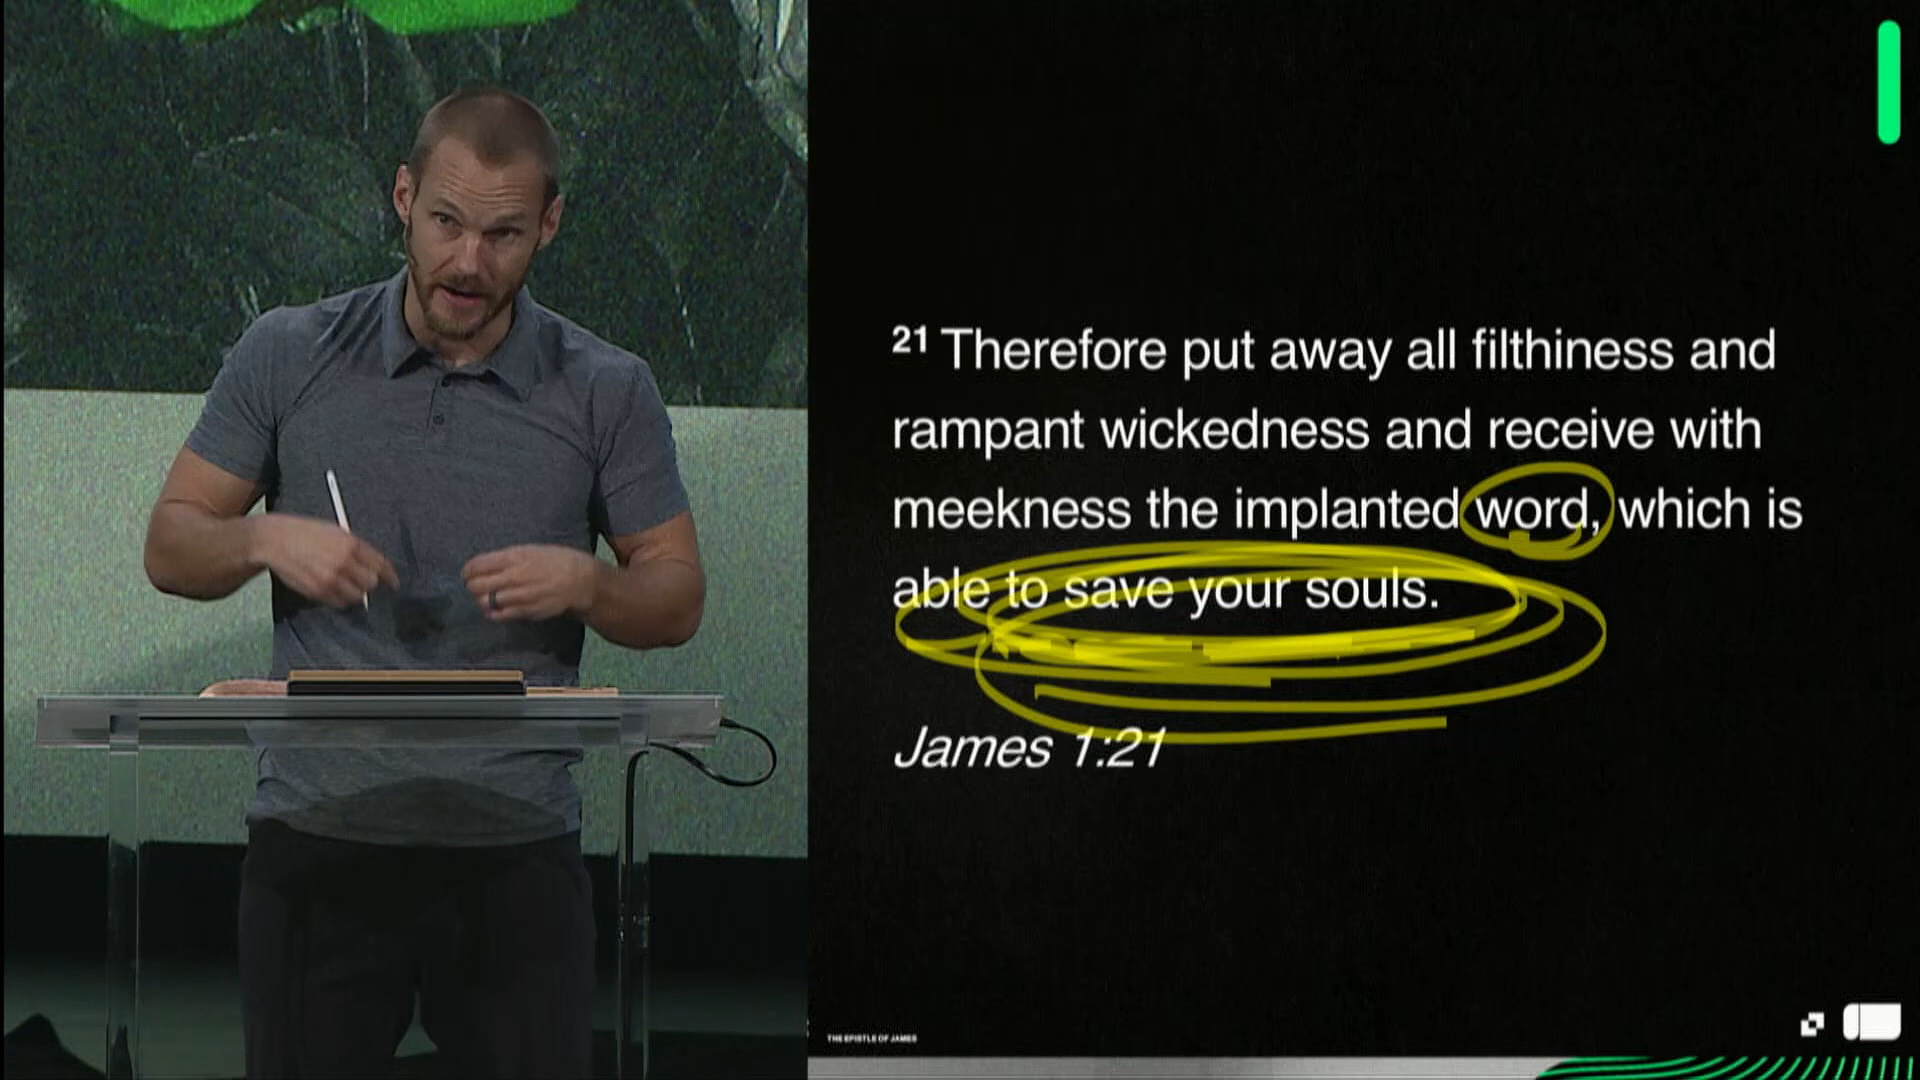 21 Therefore put away all filthiness and
rampant wickedness and receive with
meekness the implanted word, which is
able to save your souls.
James 1:21
THE EPISTLE OF JAMES